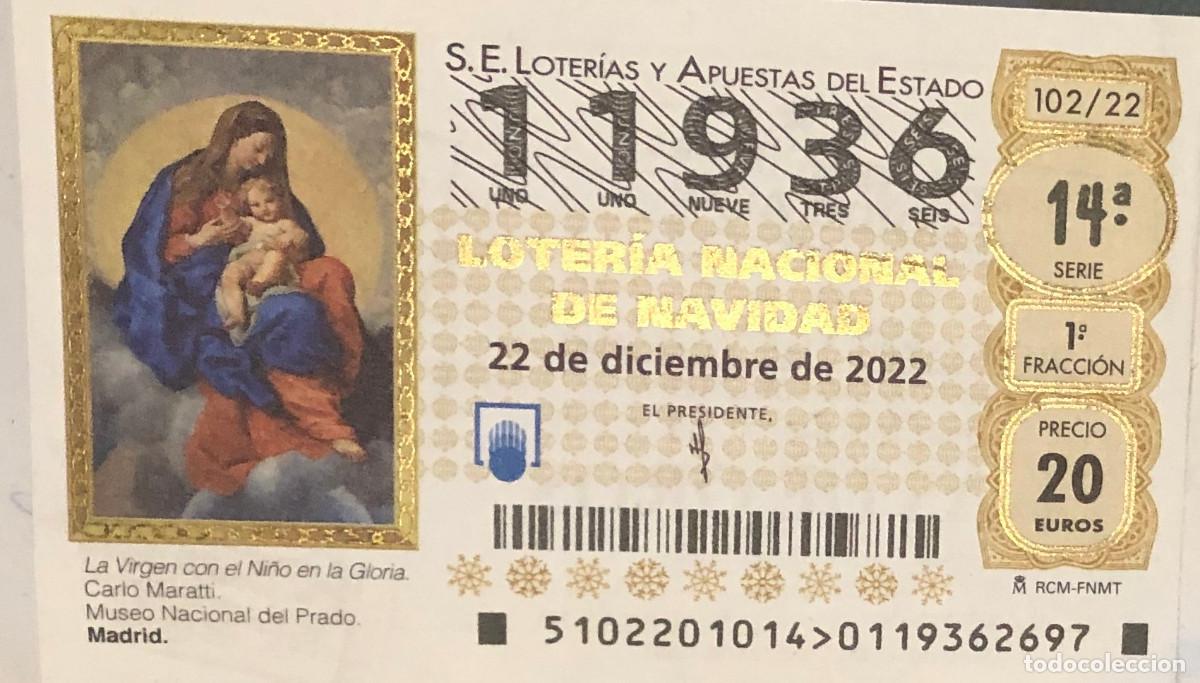 S.E. LOTERÍAS Y APUESTAS DEL ESTADO
11936
UNO UNO NUEVE TRES SEIS
LOTERÍA NACIONAL
DE NAVIDAD
22 de diciembre de 2022
EL PRESIDENTE,
102/22
14ª
SERIE
1ª
FRACCIÓN
PRECIO
20
EUROS
RCM-FNMT
La Virgen con el Niño en la Gloria.
Carlo Maratti.
Museo Nacional del Prado.
Madrid.
5102201014>0119362697
todocoleccion